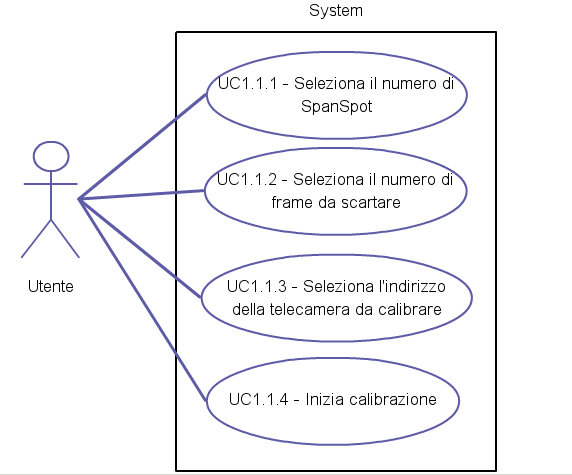 System
UC1.1.1 - Seleziona il numero di
SpanSpot
UC1.1.2 - Seleziona il numero di
frame da scartare
UC1.1.3 - Seleziona l'indirizzo
della telecamera da calibrare
UC1.1.4 - Inizia calibrazione
Utente